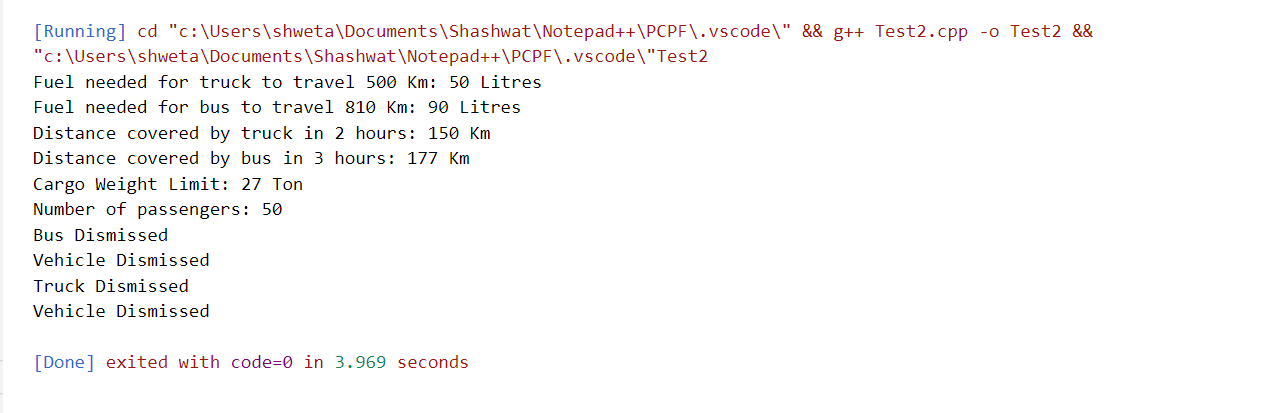 [Running] cd "c:\Users\shweta\Documents\Shashwat\Notepad++\PCPF\.vscode\" && g++ Test2.cpp -o Test2 &&
"c:\Users\shweta\Documents\Shashwat\Notepad++\PCPF\.vscode\"Test2
Fuel needed for truck to travel 500 Km: 50 Litres
Fuel needed for bus to travel 810 Km: 90 Litres
Distance covered by truck in 2 hours: 150 Km
Distance covered by bus in 3 hours: 177 Km
Cargo Weight Limit: 27 Ton
Number of passengers: 50
Bus Dismissed
Vehicle Dismissed
Truck Dismissed
Vehicle Dismissed
[Done] exited with code=0 in 3.969 seconds